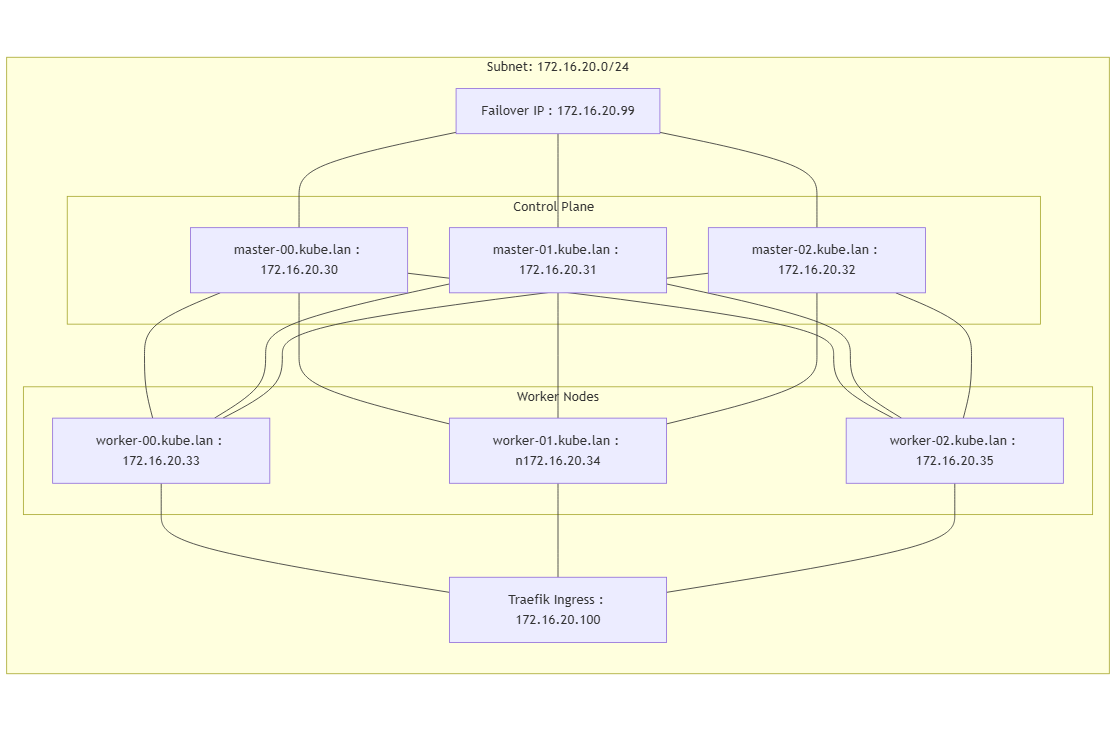 Subnet: 172.16.20.0/24
Failover IP : 172.16.20.99
Control Plane
master-00.kube.lan :
172.16.20.30
master-01.kube.lan :
172.16.20.31
master-02.kube.lan :
172.16.20.32
Worker Nodes
worker-00.kube.lan :
172.16.20.33
worker-01.kube.lan :
n172.16.20.34
worker-02.kube.lan :
172.16.20.35
Traefik Ingress :
172.16.20.100